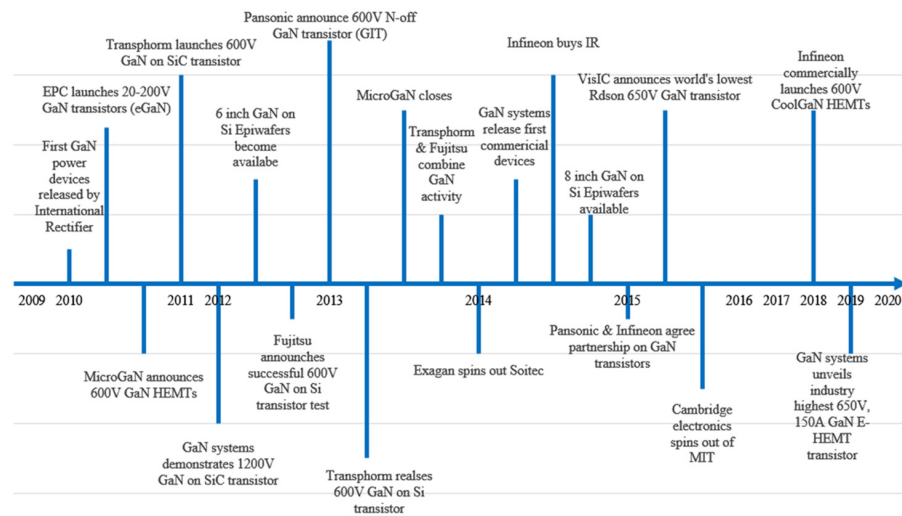 Pansonic announce 600V N-off
GaN transistor (GIT)
Transphorm launches 600V
GaN on SiC transistor
Infineon buys IR
Infineon
commercially
launches 600V
CoolGaN HEMTs
EPC launches 20-200V
GaN transistors (eGaN)
VisIC announces world's lowest
Rdson 650V GaN transistor
MicroGaN closes
6 inch GaN on
Si Epiwafers
become
availabe
GaN systems
release first
commericial
devices
Transphorm
& Fujitsu
combine
GaN
activity
First GaN
power
devices
released by
International
Rectifier
8 inch GaN on
Si Epiwafers
available
2009 2010 2011 2012 2013 2014 2015 2016 2017 2018 2019 2020
MicroGaN announces
600V GaN HEMTs
Fujitsu
announches
successful 600V
GaN on Si
transistor test
Exagan spins out Soitec
Pansonic & Infineon agree
partnership on GaN
transistors
GaN systems
unveils
industry
highest 650V,
150A GaN E-
HEMT
transistor
Cambridge
electronics
spins out of
MIT
GaN systems
demonstrates 1200V
GaN on SiC transistor
Transphorm realses
600V GaN on Si
transistor